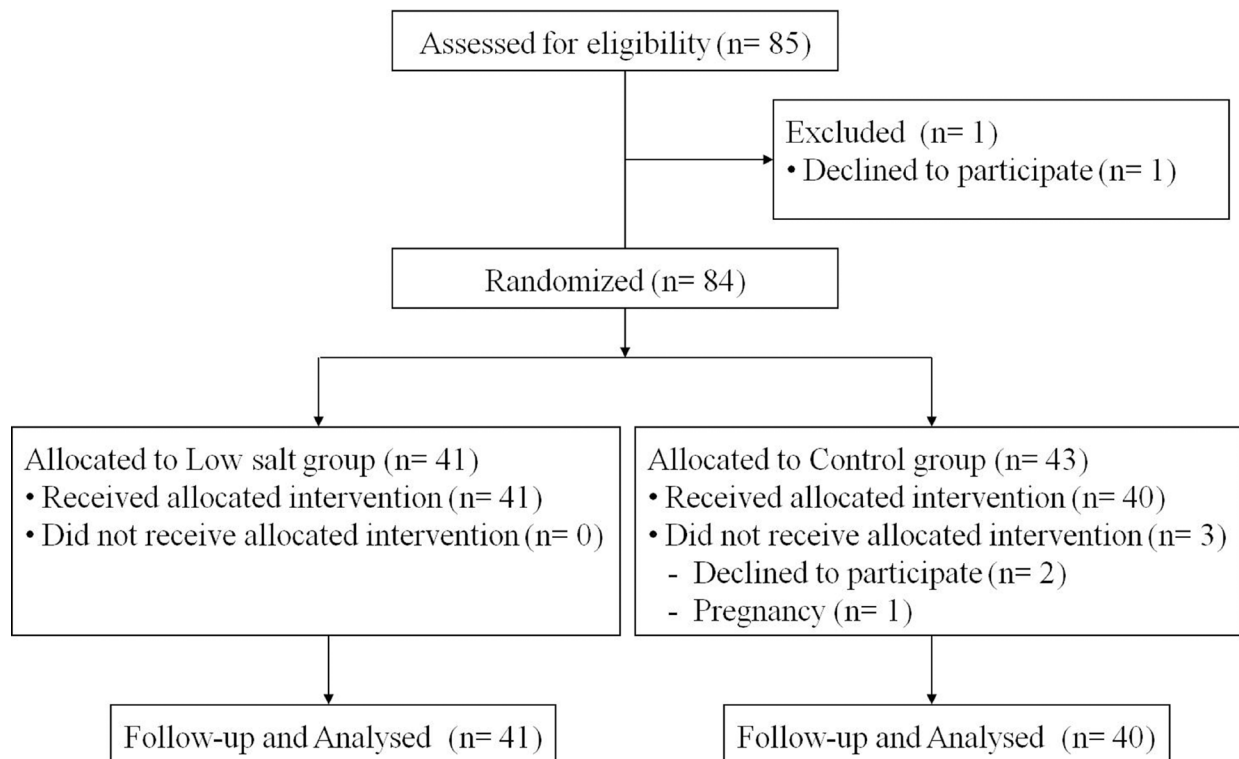 Assessed for eligibility (n= 85)
Excluded (n= 1)
• Declined to participate (n= 1)
Randomized (n= 84)
Allocated to Low salt group (n= 41)
• Received allocated intervention (n= 41)
• Did not receive allocated intervention (n= 0)
Allocated to Control group (n= 43)
• Received allocated intervention (n= 40)
• Did not receive allocated intervention (n= 3)
- Declined to participate (n= 2)
- Pregnancy (n= 1)
Follow-up and Analysed (n= 41)
Follow-up and Analysed (n= 40)